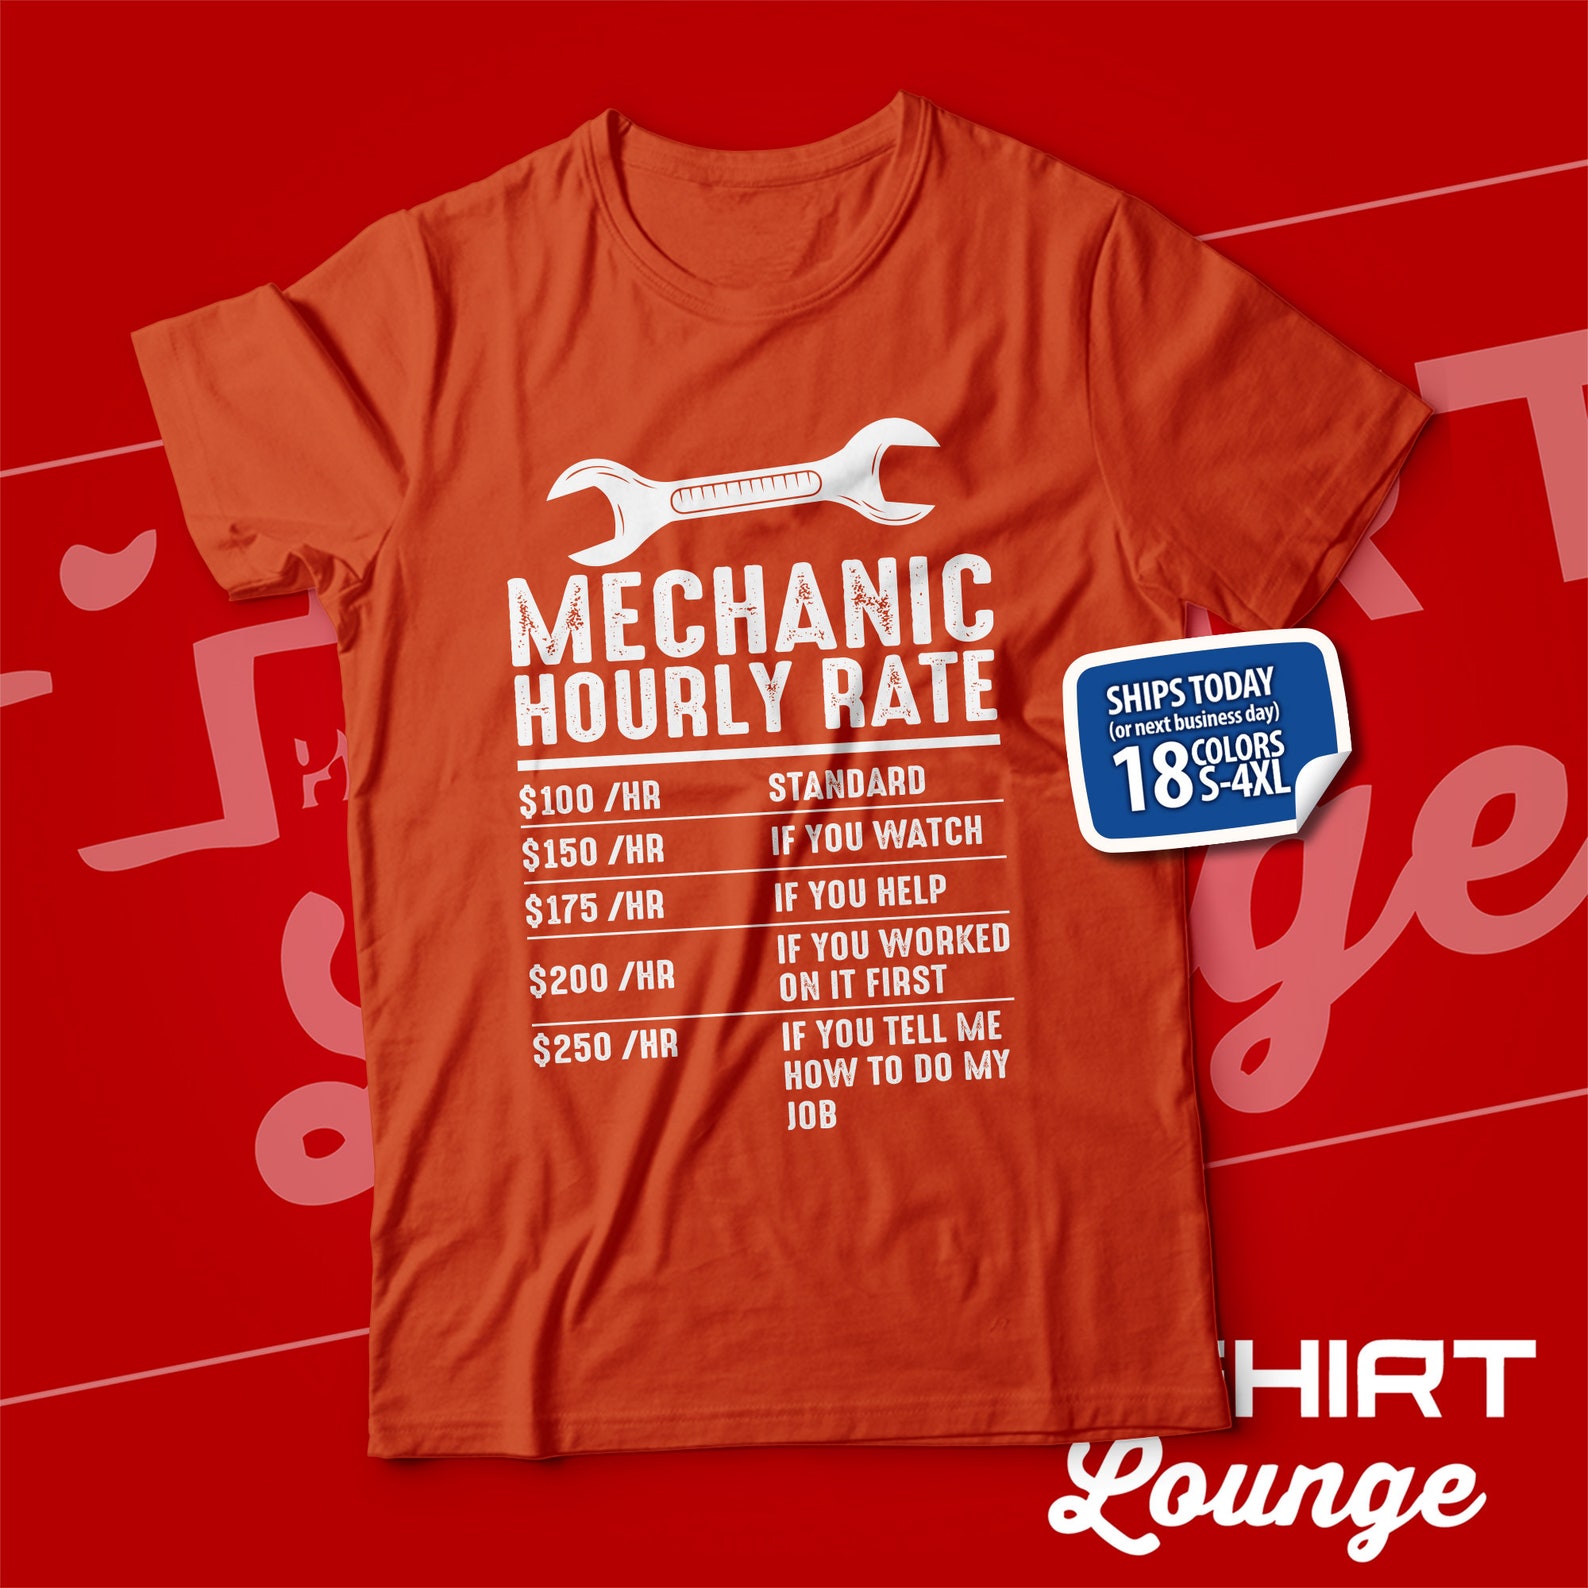 MECHANIC
HOURLY RATE
$100 /HR STANDARD
$150 /HR IF YOU WATCH
$175 /HR IF YOU HELP
$200 /HR IF YOU WORKED
ON IT FIRST
$250 /HR IF YOU TELL ME
HOW TO DO MY
JOB
SHIPS TODAY
(or next business day)
18 COLORS
S-4XL
HIRT
Lounge